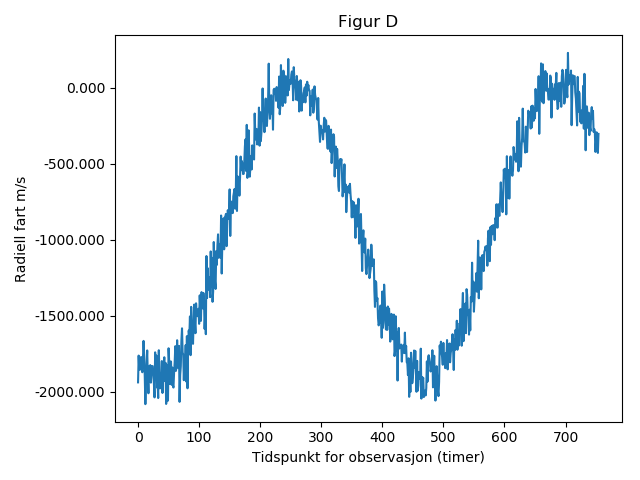 Figur D
Radiell fart m/s
0.000
-500.000
-1000.000
-1500.000
-2000.000
0 100 200 300 400 500 600 700
Tidspunkt for observasjon (timer)